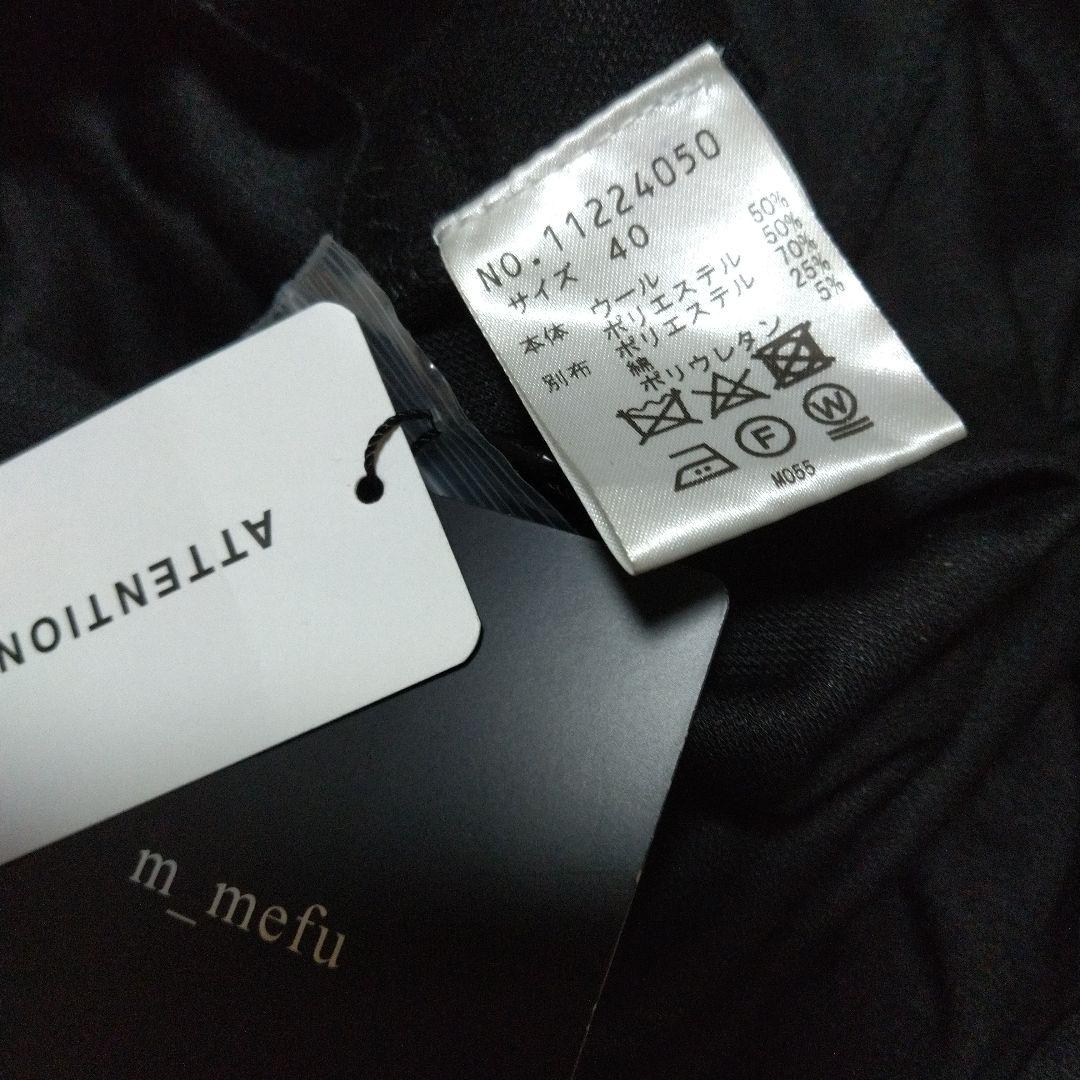 NO.11224050
サイズ 40
本体 ウール 50%
ポリエステル 50%
別布 ポリエステル 70%
綿 25%
ポリウレタン 5%
F W
M055
ATTENTION
m_mefu